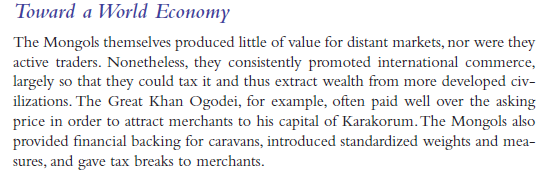 Toward a World Economy
The Mongols themselves produced little of value for distant markets, nor were they
active traders. Nonetheless, they consistently promoted international commerce,
largely so that they could tax it and thus extract wealth from more developed civ-
ilizations. The Great Khan Ogodei, for example, often paid well over the asking
price in order to attract merchants to his capital of Karakorum. The Mongols also
provided financial backing for caravans, introduced standardized weights and mea-
sures, and gave tax breaks to merchants.